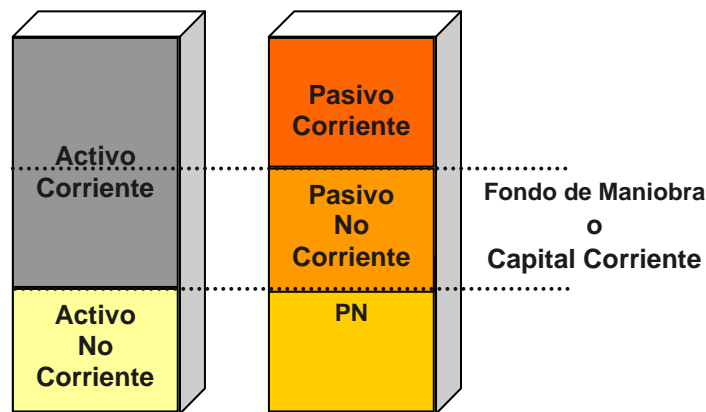 Activo
Corriente
Activo
No
Corriente
Pasivo
Corriente
Pasivo
No
Corriente
PN
Fondo de Maniobra
o
Capital Corriente